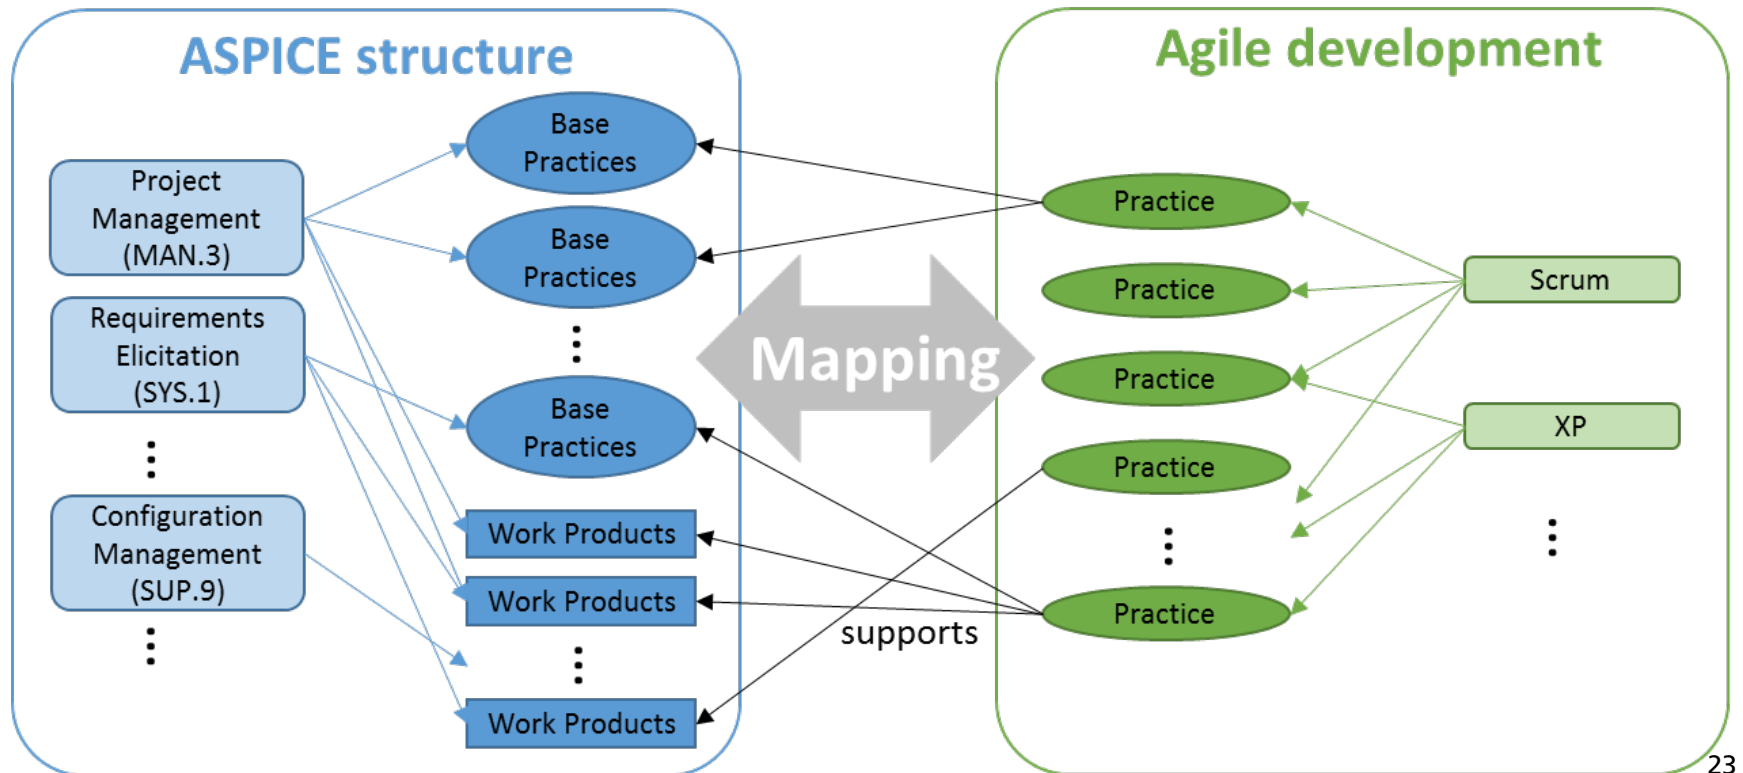 ASPICE structure
Project
Management
(MAN.3)
Requirements
Elicitation
(SYS.1)
Configuration
Management
(SUP.9)
Base
Practices
Base
Practices
Base
Practices
Work Products
Work Products
Work Products
Mapping
supports
Agile development
Practice
Practice
Practice
Practice
Practice
Scrum
XP
23